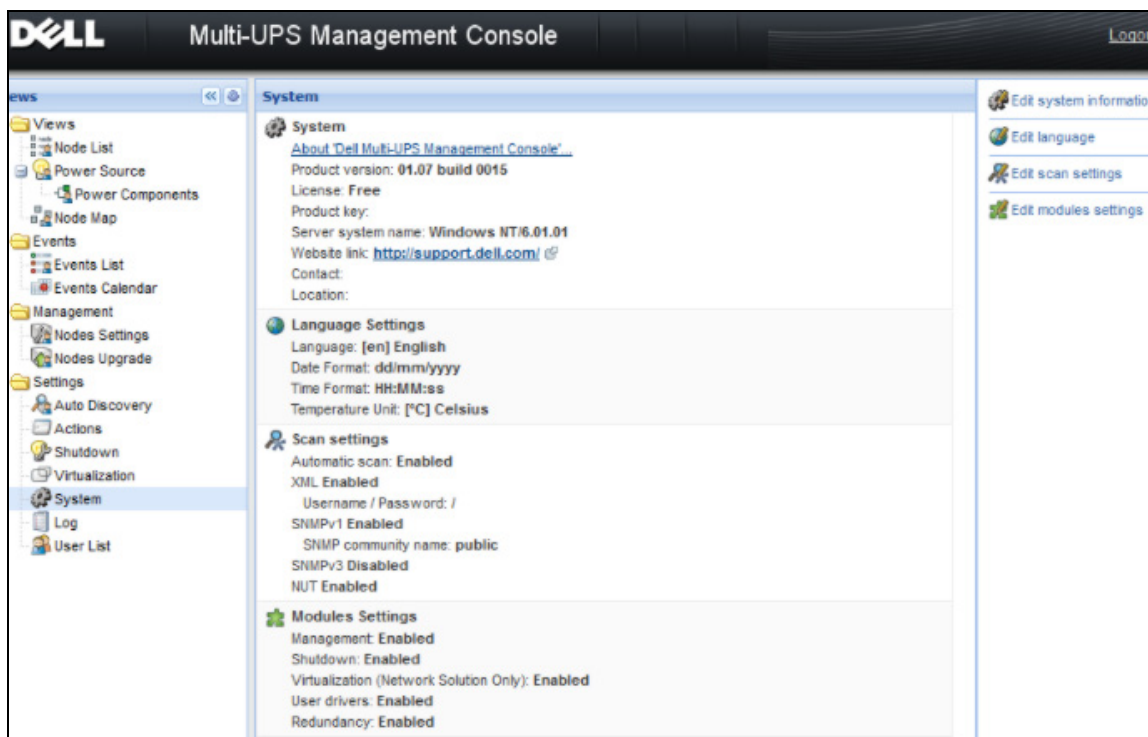 DELL
Multi-UPS Management Console
Logou
ews
Views
Node List
Power Source
Power Components
Node Map
Events
Events List
Events Calendar
Management
Nodes Settings
Nodes Upgrade
Settings
Auto Discovery
Actions
Shutdown
Virtualization
System
Log
User List
System
System
About 'Dell Multi-UPS Management Console'...
Product version: 01.07 build 0015
License: Free
Product key:
Server system name: Windows NT/6.01.01
Website link: http://support.dell.com/
Contact:
Location:
Language Settings
Language: [en] English
Date Format: dd/mm/yyyy
Time Format: HH:MM:ss
Temperature Unit: [°C] Celsius
Scan settings
Automatic scan: Enabled
XML Enabled
Username / Password: /
SNMPv1 Enabled
SNMP community name: public
SNMPv3 Disabled
NUT Enabled
Modules Settings
Management: Enabled
Shutdown: Enabled
Virtualization (Network Solution Only): Enabled
User drivers: Enabled
Redundancy: Enabled
Edit system informatio
Edit language
Edit scan settings
Edit modules settings